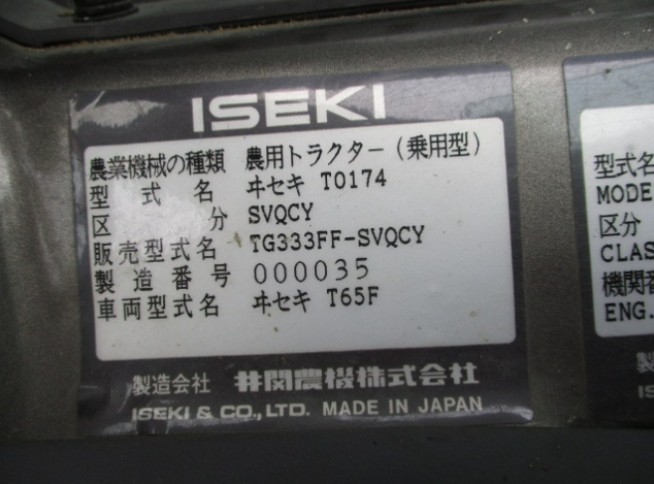 ISEKI
農業機械の種類 農用トラクター(乗用型)
型式名 ヰセキ T0174
区分 SVQCY
販売型式名 TG333FF-SVQCY
製造番号 000035
車両型式名 ヰセキ T65F
製造会社 井関農機株式会社
ISEKI & CO., LTD. MADE IN JAPAN
型式名
MODE
区分
CLAS
機関番
ENG.
製
IS